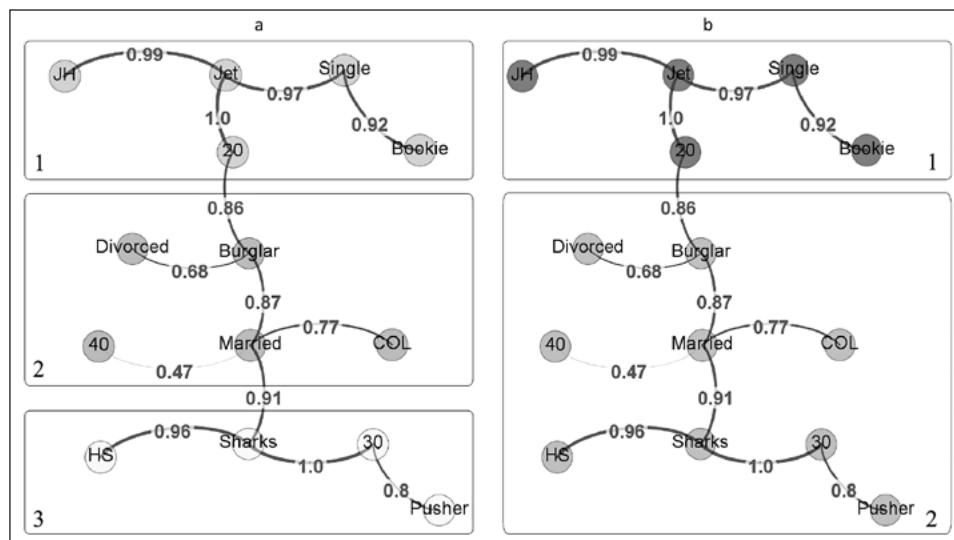 a
b
0.99
JH
Jet
Single
0.97
1.0
0.92
20
Bookie
1
0.86
Divorced
Burglar
0.68
0.87
0.77
40
Married
COL
0.47
2
0.91
0.96
Sharks
30
HS
1.0
0.8
Pusher
3
0.99
JH
Jet
Single
0.97
1.0
0.92
20
Bookie
1
0.86
Divorced
Burglar
0.68
0.87
0.77
40
Married
COL
0.47
0.91
0.96
Sharks
30
HS
1.0
0.8
Pusher
2